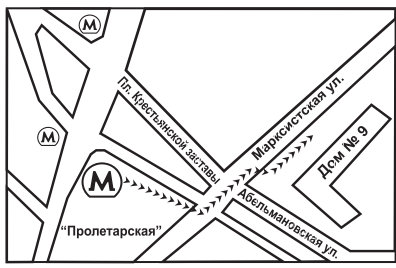 М
Пл. Крестьянской заставы
Марксистская ул.
М
Дом № 9
М
Абельмановская ул.
“Пролетарская”